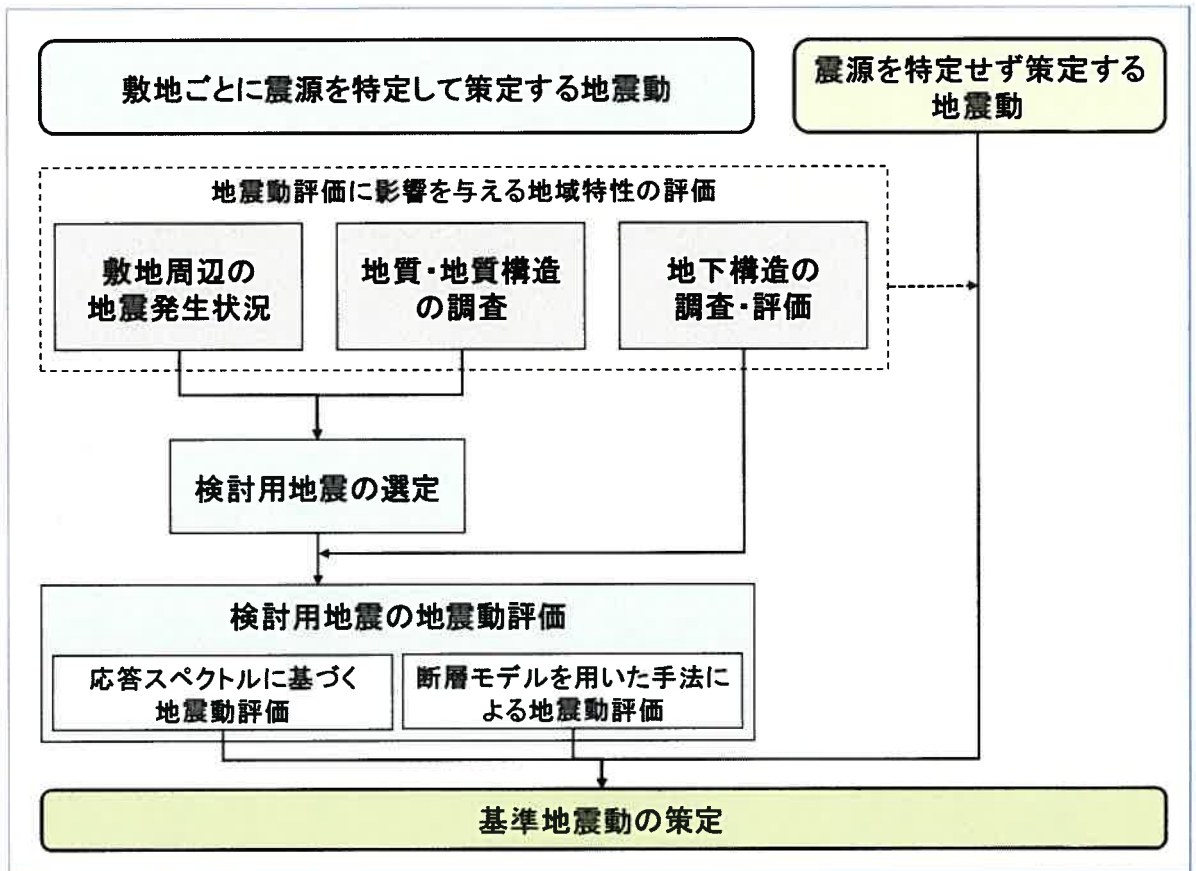 敷地ごとに震源を特定して策定する地震動
震源を特定せず策定する
地震動
地震動評価に影響を与える地域特性の評価
敷地周辺の
地震発生状況
地質・地質構造
の調査
地下構造の
調査・評価
検討用地震の選定
検討用地震の地震動評価
応答スペクトルに基づく
地震動評価
断層モデルを用いた手法に
よる地震動評価
基準地震動の策定